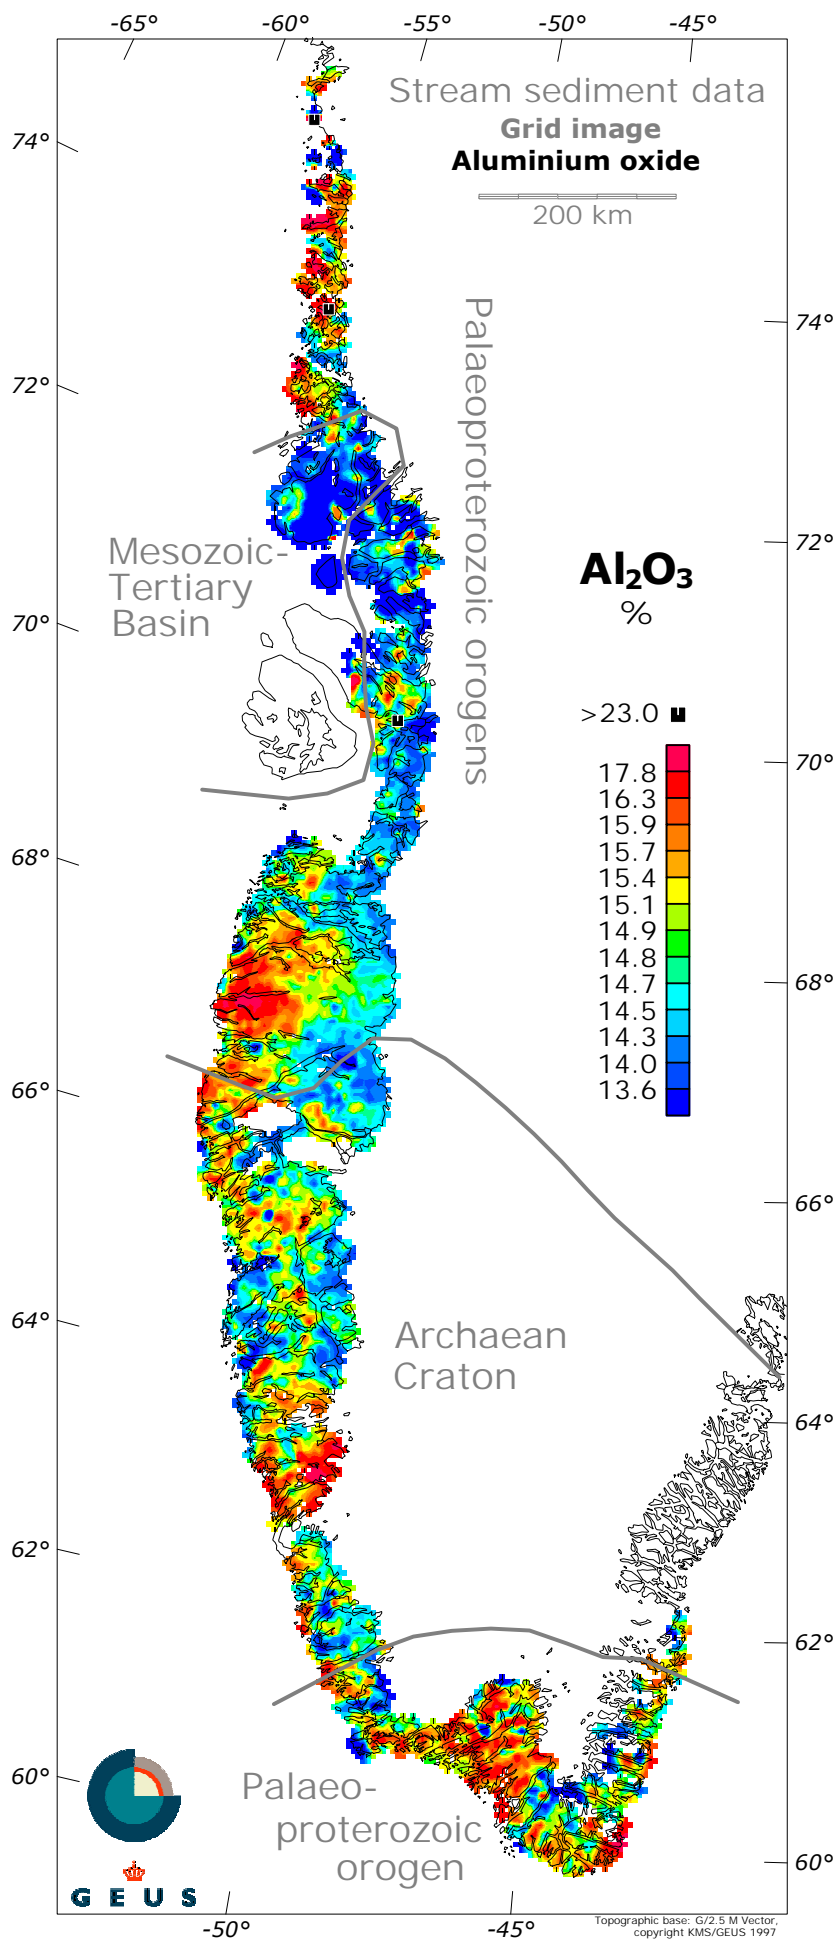 -65°
-60°
-55°
-50°
-45°
Stream sediment data
Grid image
Aluminium oxide
200 km
74°
74°
72°
72°
70°
70°
68°
68°
66°
66°
64°
64°
62°
62°
60°
60°
Palaeoproterozoic orogens
Mesozoic-
Tertiary
Basin
Al₂O₃
%
>23.0
17.8
16.3
15.9
15.7
15.4
15.1
14.9
14.8
14.7
14.5
14.3
14.0
13.6
Archaean
Craton
Palaeo-
proterozoic
orogen
G E U S
-50°
-45°
Topographic base: G/2.5 M Vector,
copyright KMS/GEUS 1997